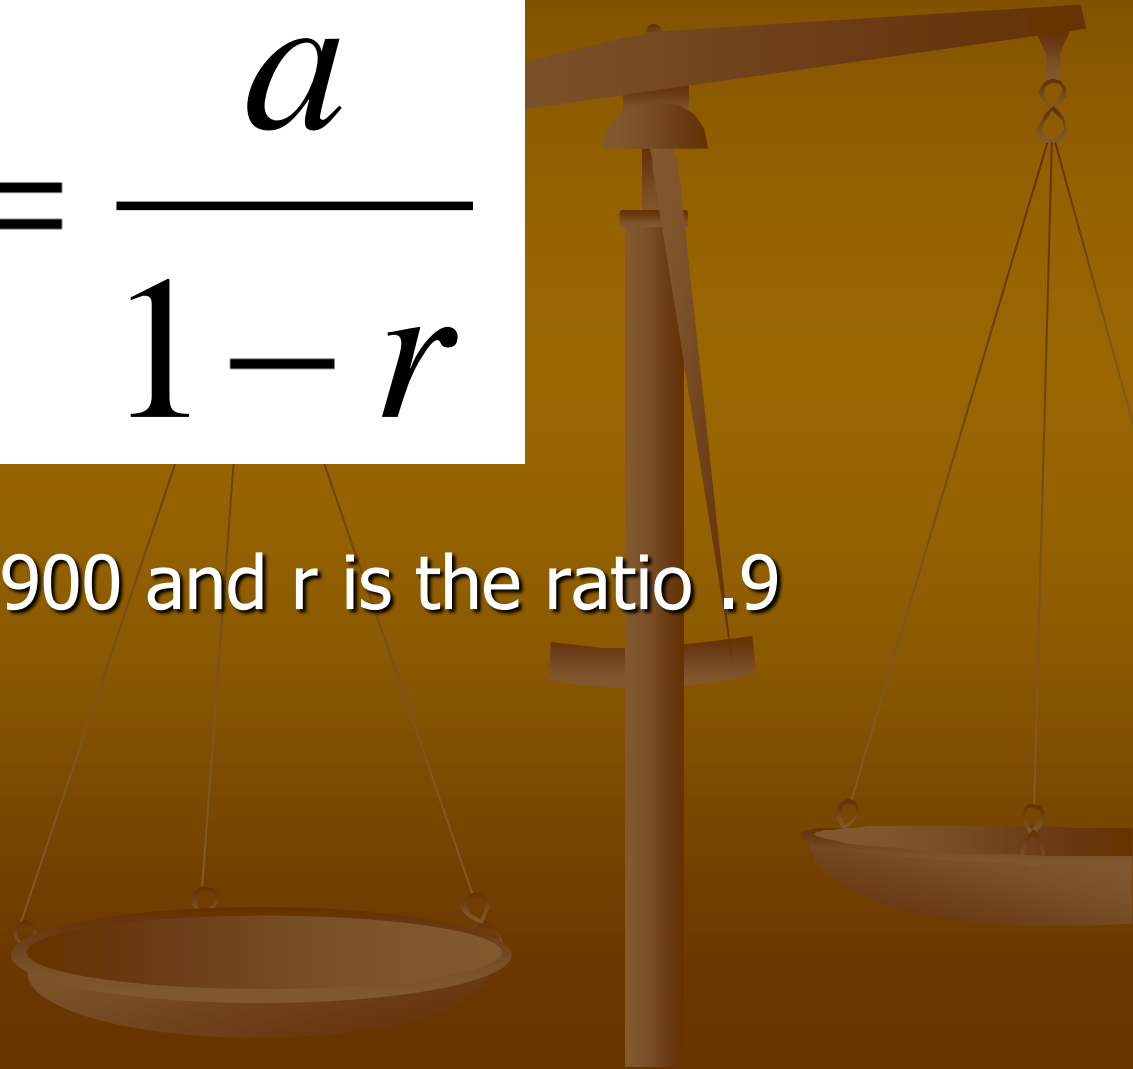 = a / 1 − r
900 and r is the ratio .9